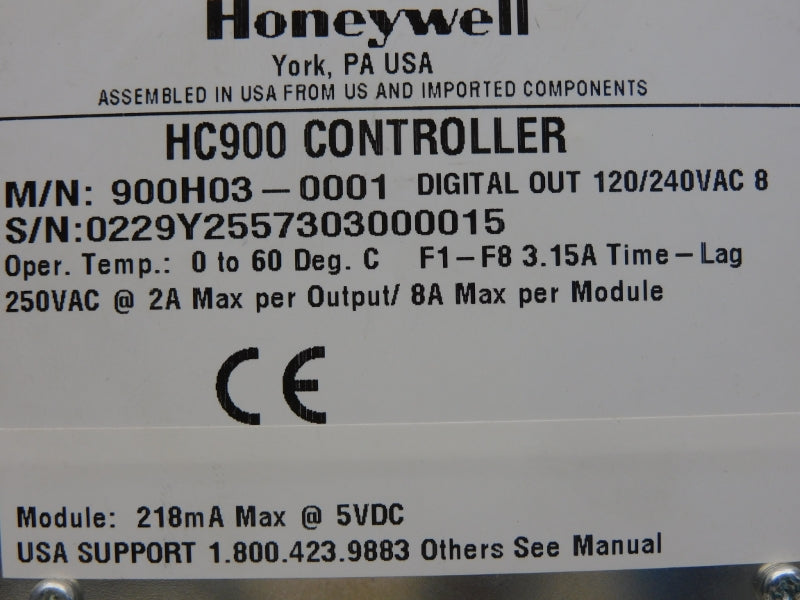 Honeywell
York, PA USA
ASSEMBLED IN USA FROM US AND IMPORTED COMPONENTS
HC900 CONTROLLER
M/N: 900H03-0001 DIGITAL OUT 120/240VAC 8
S/N:0229Y2557303000015
Oper. Temp.: 0 to 60 Deg. C F1-F8 3.15A Time-Lag
250VAC @ 2A Max per Output/ 8A Max per Module
CE
Module: 218mA Max @ 5VDC
USA SUPPORT 1.800.423.9883 Others See Manual